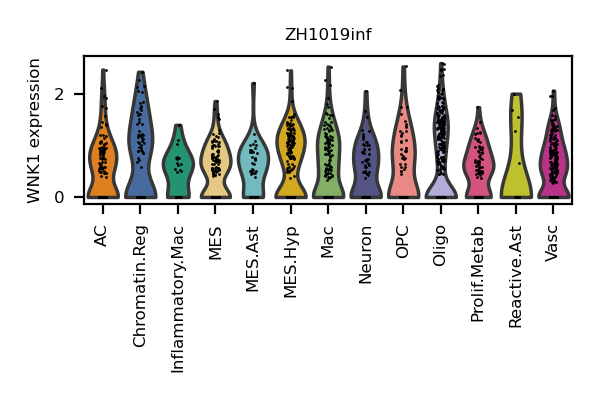 ZH1019inf
WNK1 expression
2
0
AC
Chromatin.Reg
Inflammatory.Mac
MES
MES.Ast
MES.Hyp
Mac
Neuron
OPC
Oligo
Prolif.Metab
Reactive.Ast
Vasc